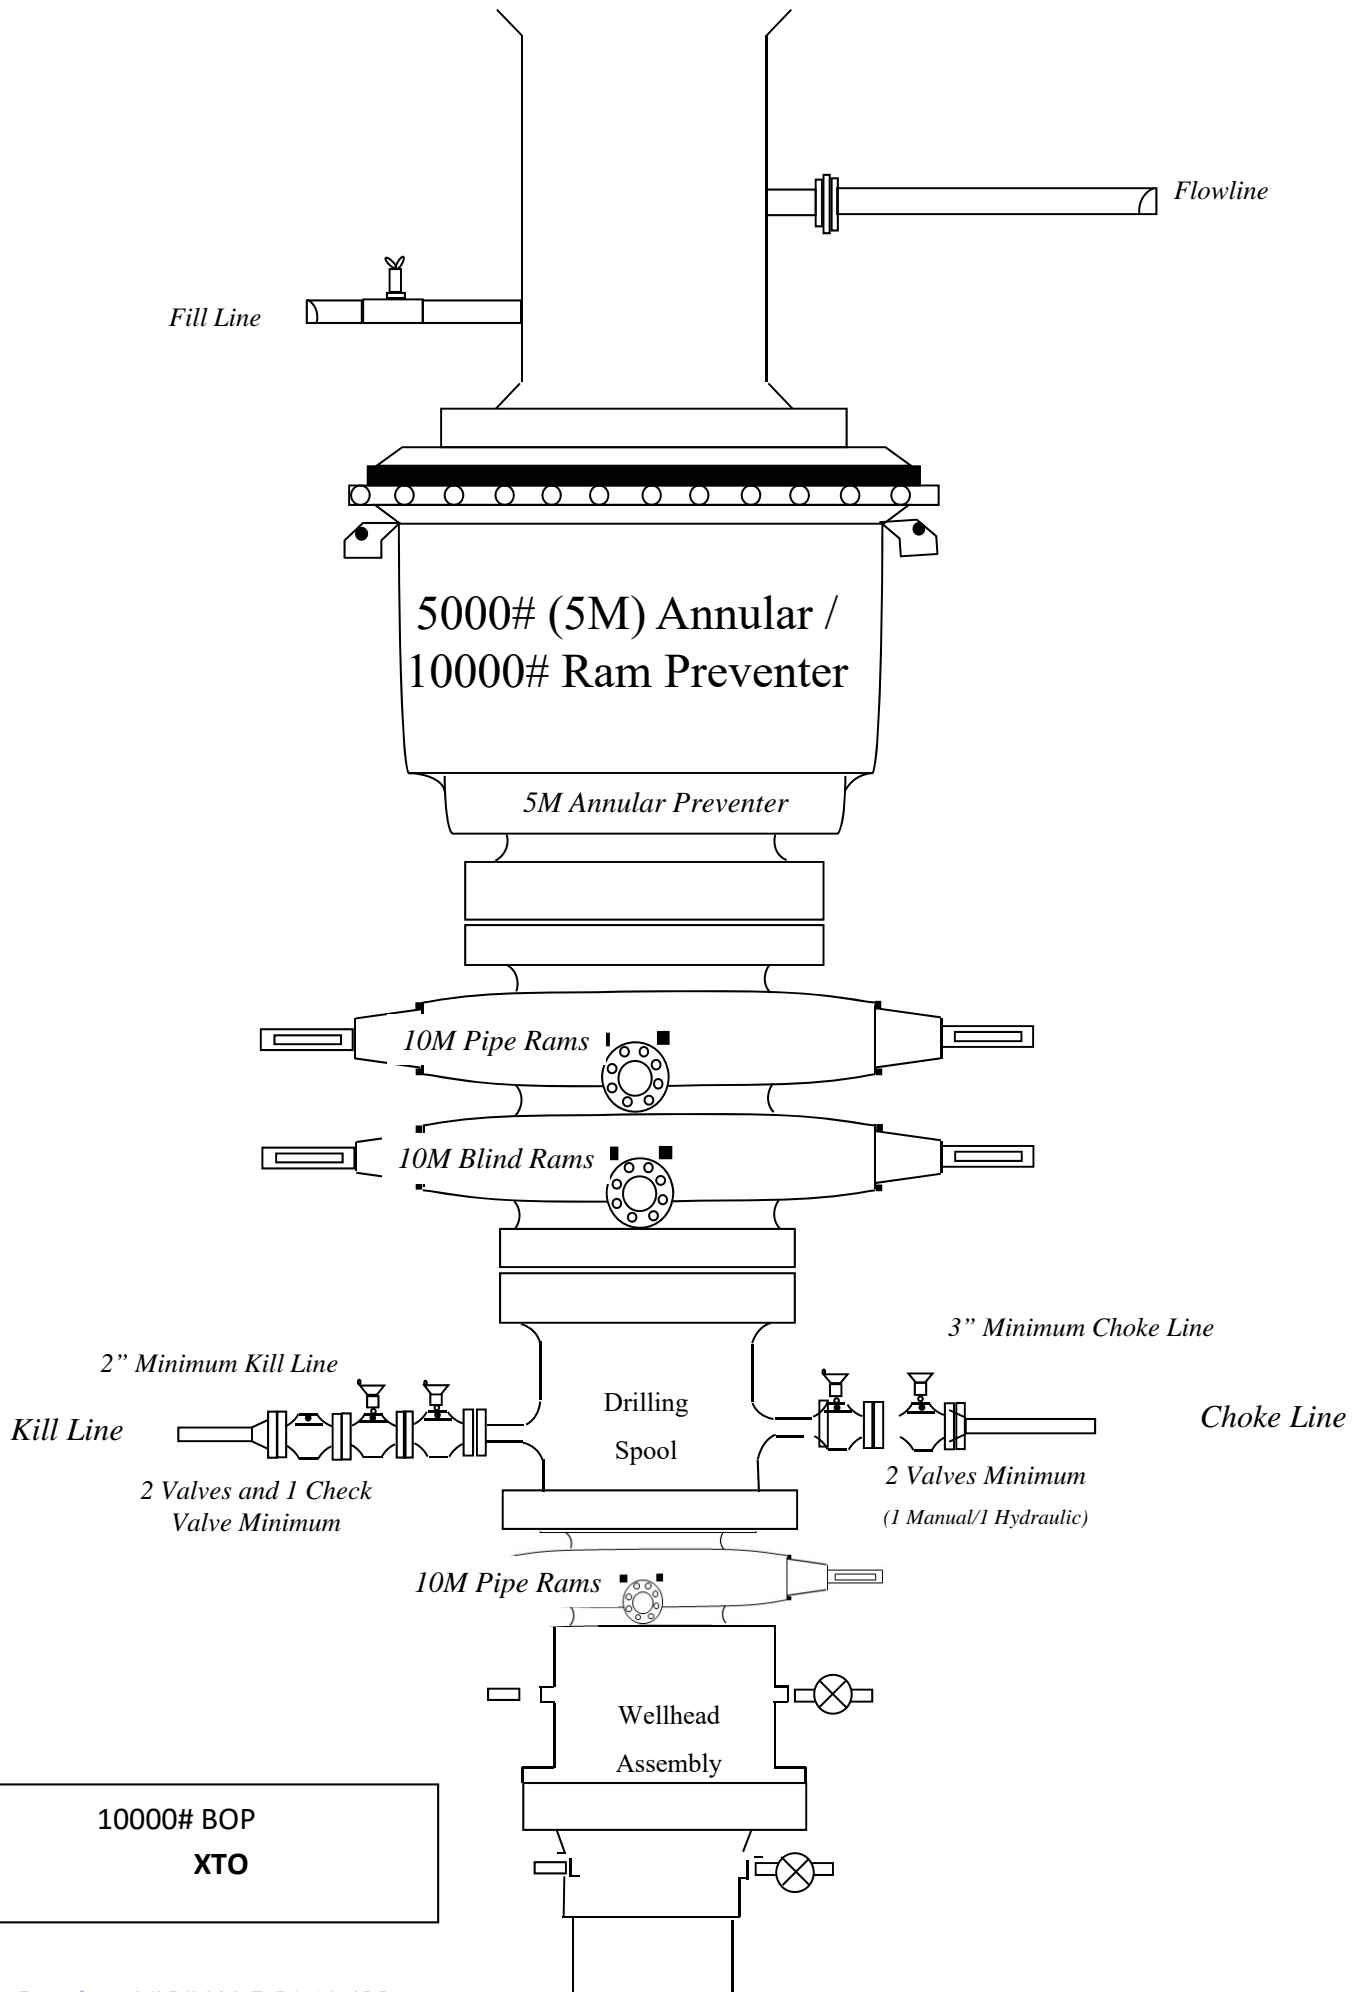 Flowline
Fill Line
5000# (5M) Annular /
10000# Ram Preventer
5M Annular Preventer
10M Pipe Rams
10M Blind Rams
3” Minimum Choke Line
2” Minimum Kill Line
Drilling
Spool
Kill Line
Choke Line
2 Valves and 1 Check
Valve Minimum
2 Valves Minimum
(1 Manual/1 Hydraulic)
10M Pipe Rams
Wellhead
Assembly
10000# BOP
XTO